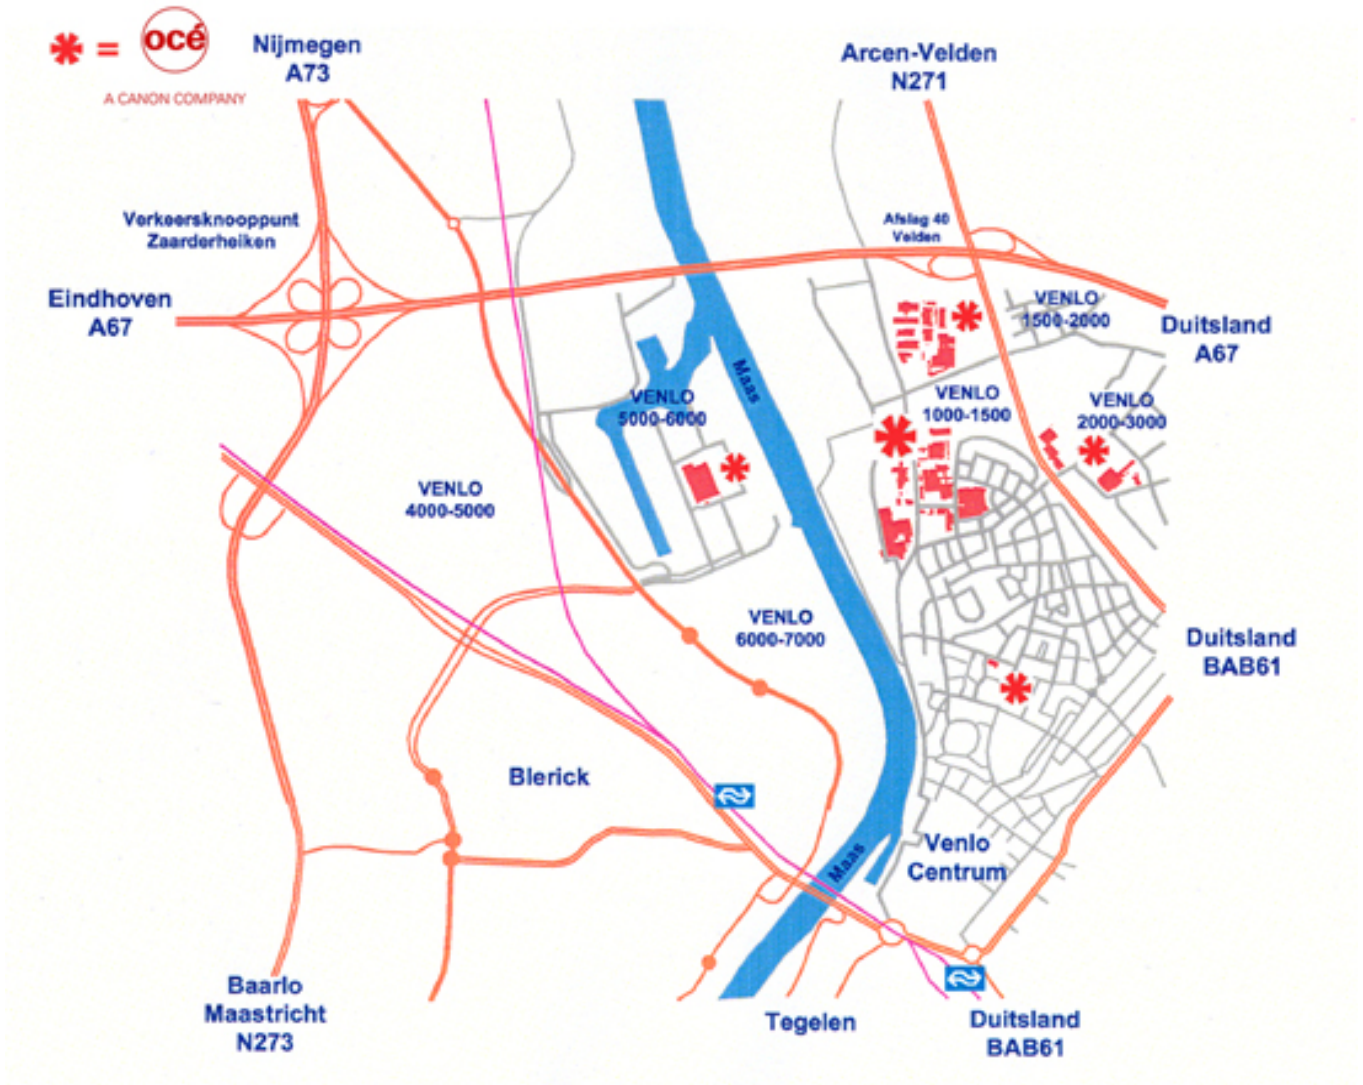 * = océ
A CANON COMPANY
Nijmegen
A73
Arcen-Velden
N271
Verkeersknooppunt
Zaarderheiken
Afslag 40
Velden
Eindhoven
A67
VENLO
1500-2000
Duitsland
A67
Maas
VENLO
5000-6000
VENLO
1000-1500
VENLO
2000-3000
VENLO
4000-5000
VENLO
6000-7000
Duitsland
BAB61
Blerick
Maas
Venlo
Centrum
Baarlo
Maastricht
N273
Tegelen
Duitsland
BAB61